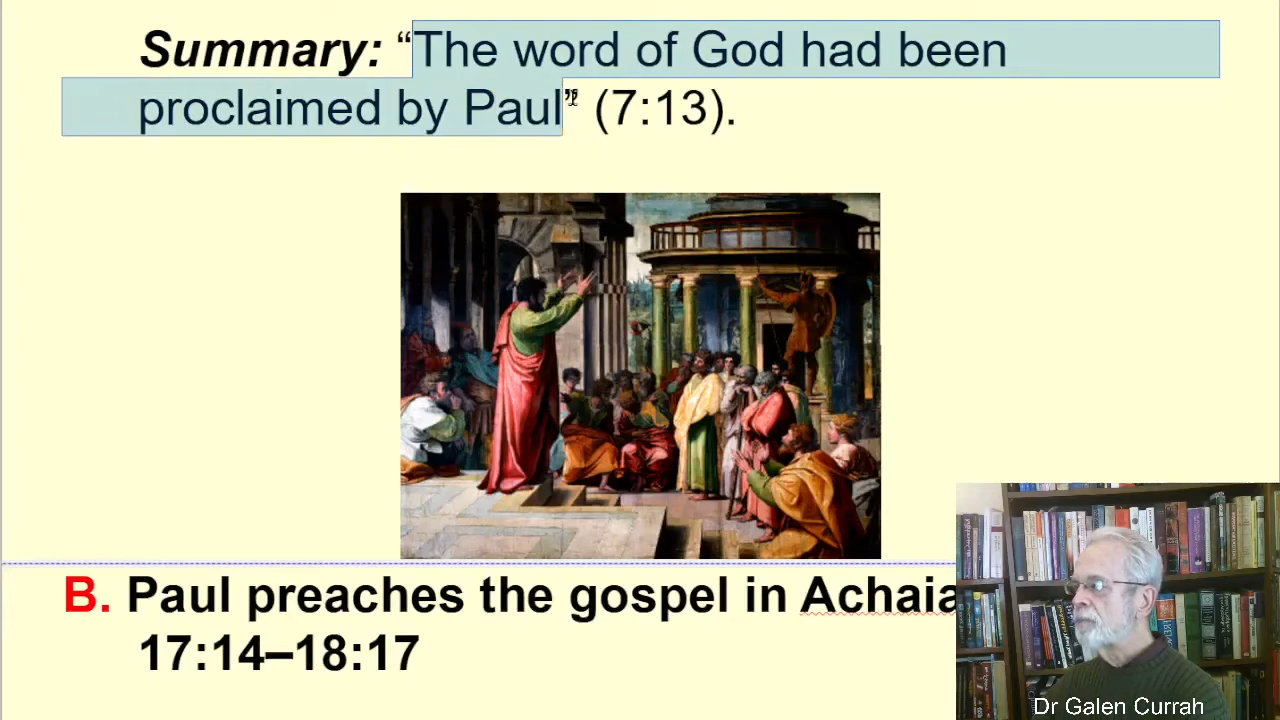 Summary: “The word of God had been
proclaimed by Paul” (7:13).
B. Paul preaches the gospel in Achaia
17:14–18:17
Dr Galen Currah